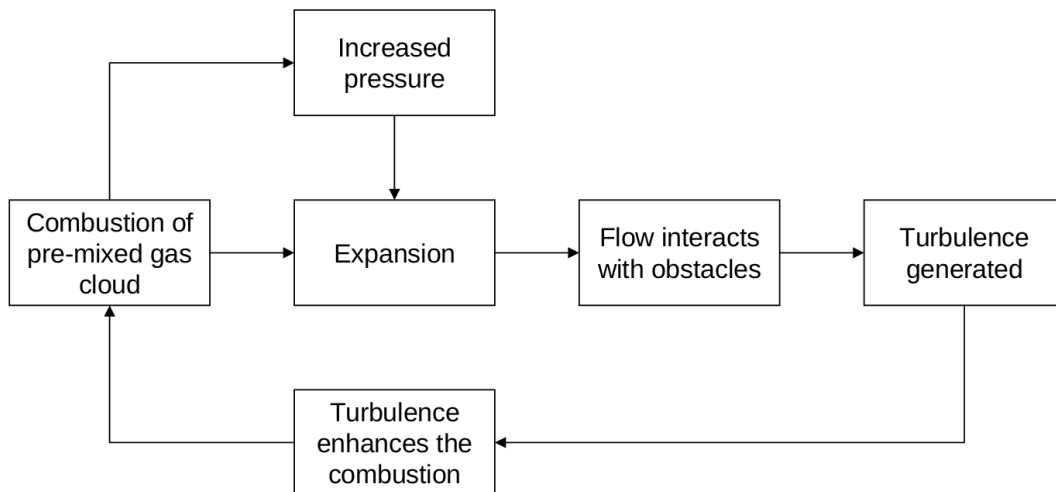 Increased
pressure
Combustion of
pre-mixed gas
cloud
Expansion
Flow interacts
with obstacles
Turbulence
generated
Turbulence
enhances the
combustion